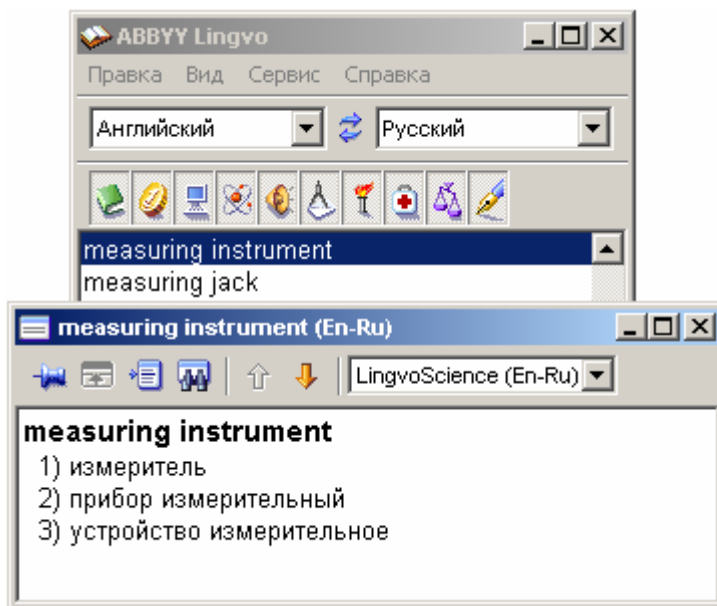 ABBYY Lingvo
Правка Вид Сервис Справка
Английский Русский
measuring instrument
measuring jack
measuring instrument (En-Ru)
LingvoScience (En-Ru)
measuring instrument
1) измеритель
2) прибор измерительный
3) устройство измерительное